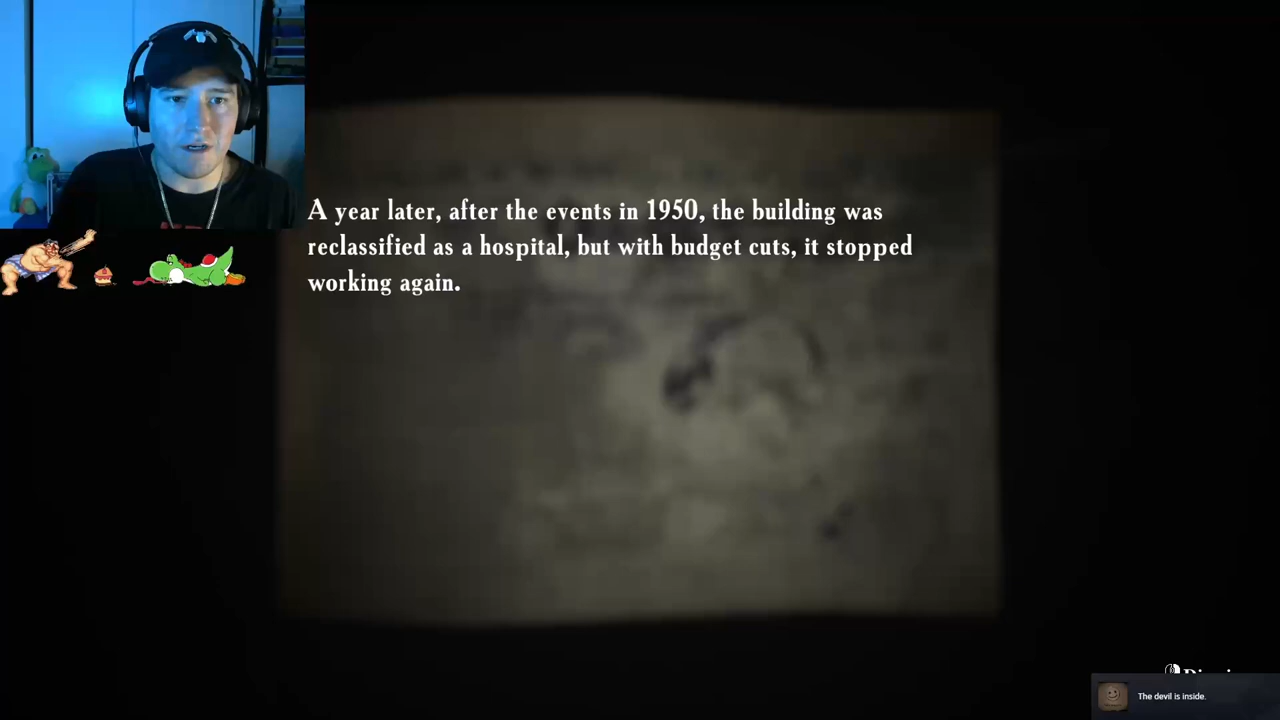 A year later, after the events in 1950, the building was
reclassified as a hospital, but with budget cuts, it stopped
working again.
The devil is inside.